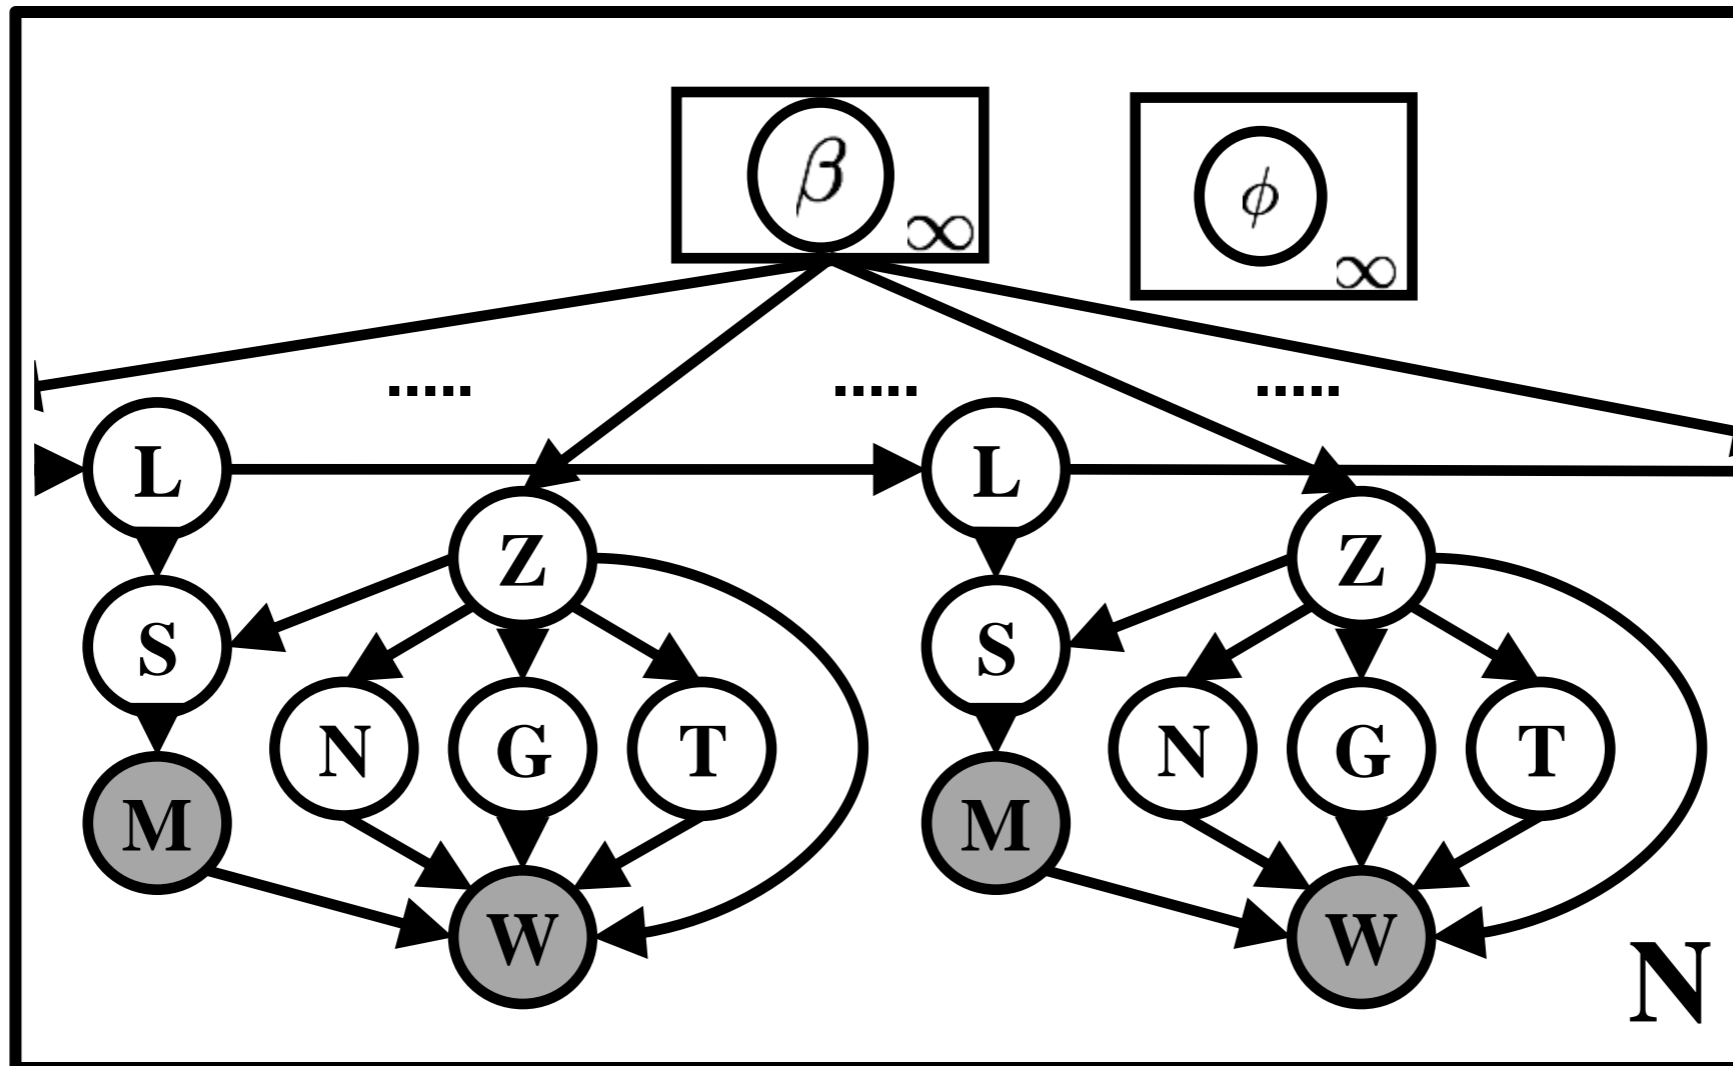 β
∞
ϕ
∞
.....
.....
.....
L
L
Z
Z
S
S
N
G
T
N
G
T
M
M
W
W
N